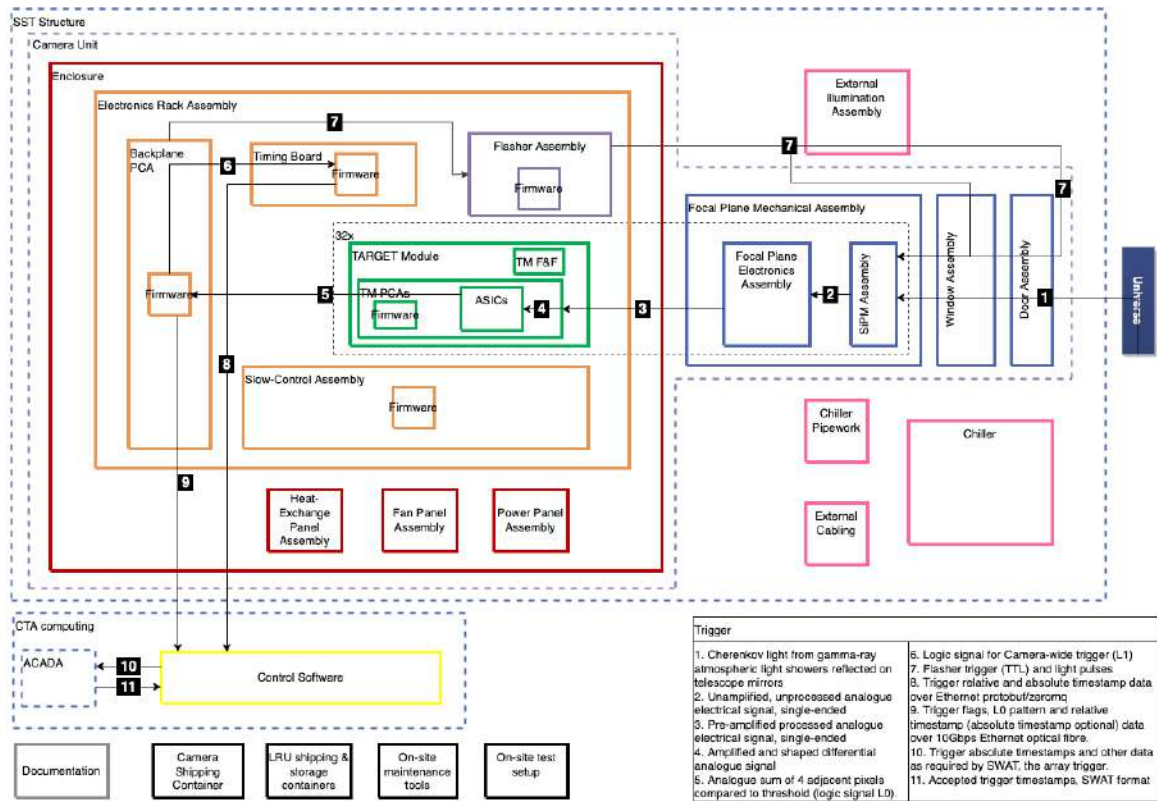 SST Structure
Camera Unit
Enclosure
Electronics Rack Assembly
Backplane
PCA
Firmware
6
7
Timing Board
Firmware
Flasher Assembly
Firmware
External
Illumination
Assembly
7
7
32x
TARGET Module
TM F&F
TM PCAs
Firmware
ASICs
5
4
3
Focal Plane Mechanical Assembly
Focal Plane
Electronics
Assembly
2
SiPM Assembly
Window Assembly
Door Assembly
1
Universe
8
Slow-Control Assembly
Firmware
9
Heat-
Exchange
Panel
Assembly
Fan Panel
Assembly
Power Panel
Assembly
Chiller
Pipework
Chiller
External
Cabling
CTA computing
ACADA
10
11
Control Software
Documentation
Camera
Shipping
Container
LRU shipping &
storage
containers
On-site
maintenance
tools
On-site test
setup
Trigger
1. Cherenkov light from gamma-ray
atmospheric light showers reflected on
telescope mirrors
2. Unamplified, unprocessed analogue
electrical signal, single-ended
3. Pre-amplified processed analogue
electrical signal, single-ended
4. Amplified and shaped differential
analogue signal
5. Analogue sum of 4 adjacent pixels
compared to threshold (logic signal L0).
6. Logic signal for Camera-wide trigger (L1)
7. Flasher trigger (TTL) and light pulses
8. Trigger relative and absolute timestamp data
over Ethernet protobuf/zeromq
9. Trigger flags, L0 pattern and relative
timestamp (absolute timestamp optional) data
over 10Gbps Ethernet optical fibre.
10. Trigger absolute timestamps and other data
as required by SWAT, the array trigger.
11. Accepted trigger timestamps, SWAT format